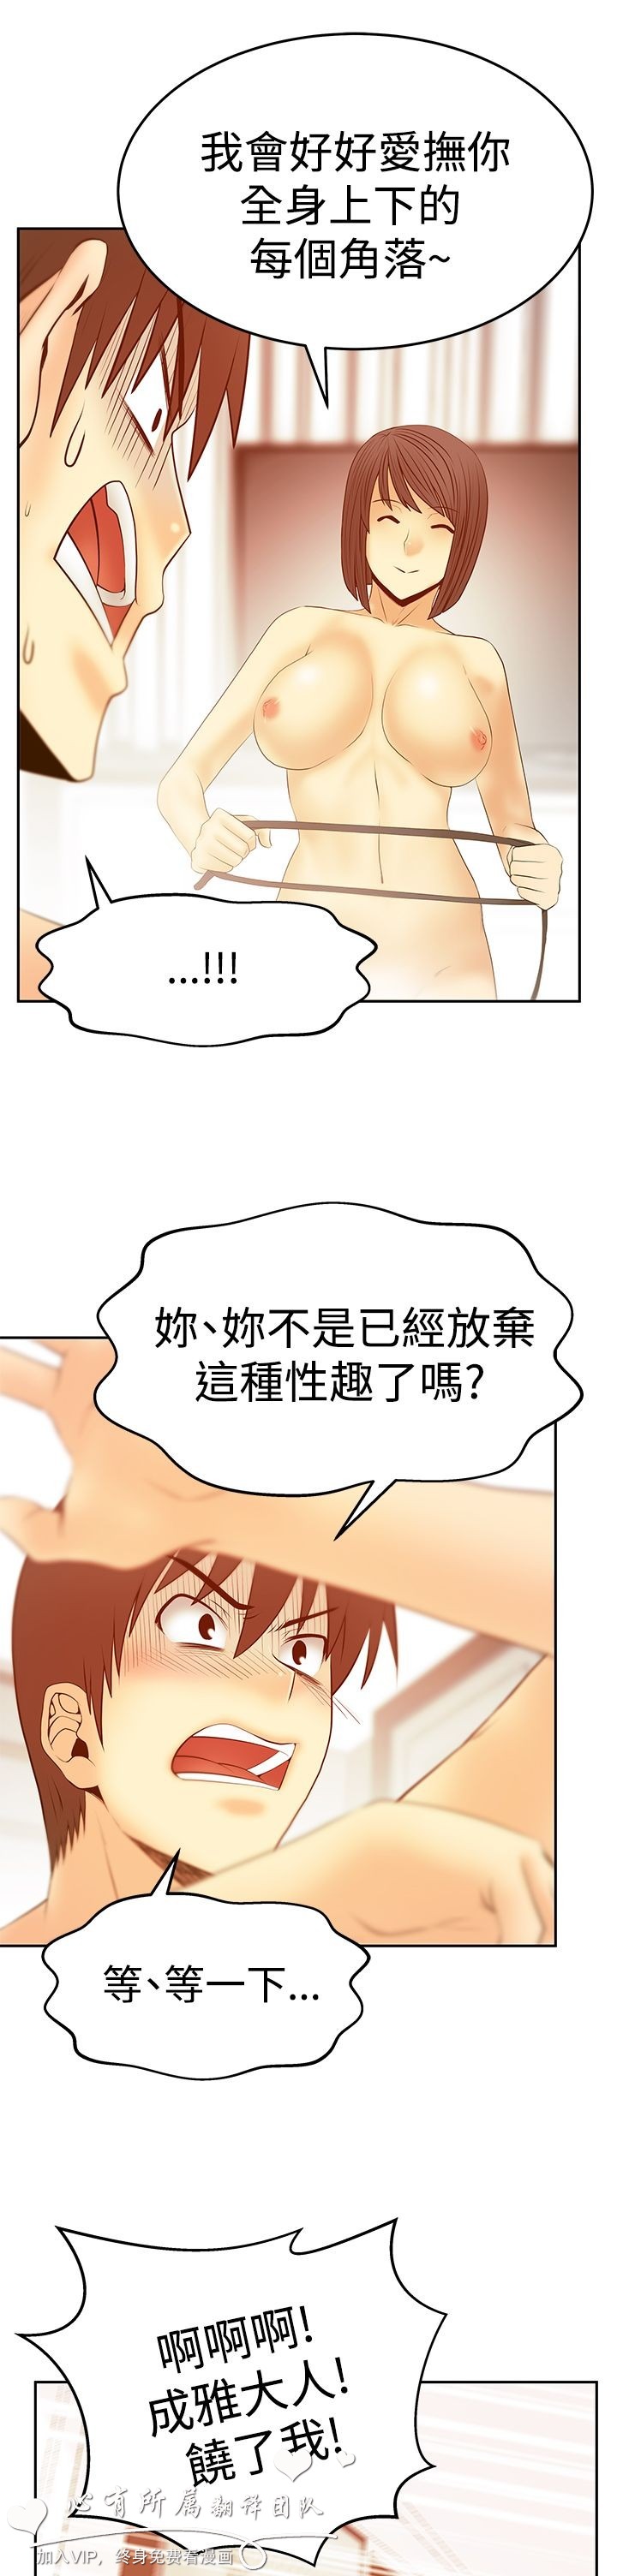 我會好好愛撫你
全身上下的
每個角落~
...!!!
妳、妳不是已經放棄
這種性趣了嗎?
等、等一下...
啊啊啊!
成雅大人!
饒了我!
心有所属翻译团队
加入VIP，终身免费看漫画